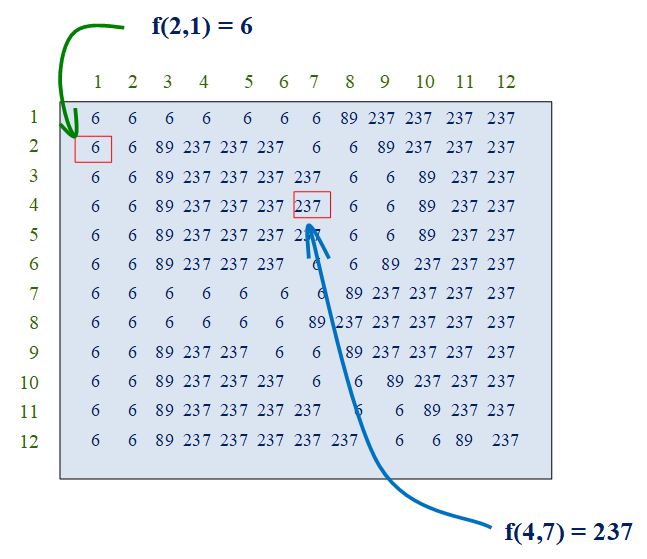 f(2,1) = 6
1 2 3 4 5 6 7 8 9 10 11 12
1 6 6 6 6 6 6 6 89 237 237 237 237
2 6 6 89 237 237 237 6 6 89 237 237 237
3 6 6 89 237 237 237 237 6 6 89 237 237
4 6 6 89 237 237 237 237 6 6 89 237 237
5 6 6 89 237 237 237 237 6 6 89 237 237
6 6 6 89 237 237 237 6 6 89 237 237 237
7 6 6 6 6 6 6 6 89 237 237 237 237
8 6 6 6 6 6 6 89 237 237 237 237 237
9 6 6 89 237 237 6 6 89 237 237 237 237
10 6 6 89 237 237 237 6 6 89 237 237 237
11 6 6 89 237 237 237 237 6 6 89 237 237
12 6 6 89 237 237 237 237 237 6 6 89 237
f(4,7) = 237